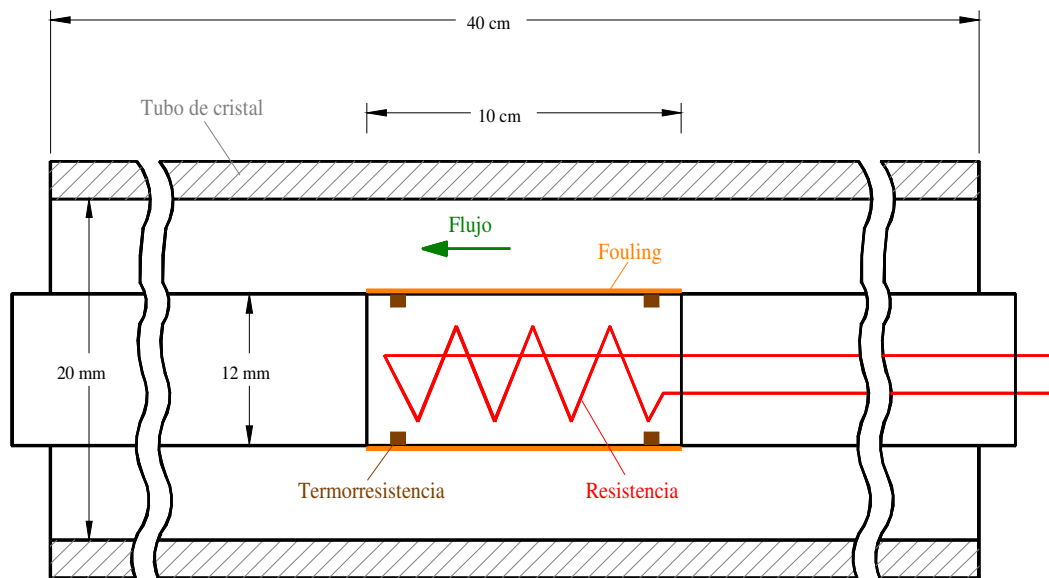 40 cm
10 cm
Tubo de cristal
Flujo
Fouling
20 mm
12 mm
Termorresistencia
Resistencia